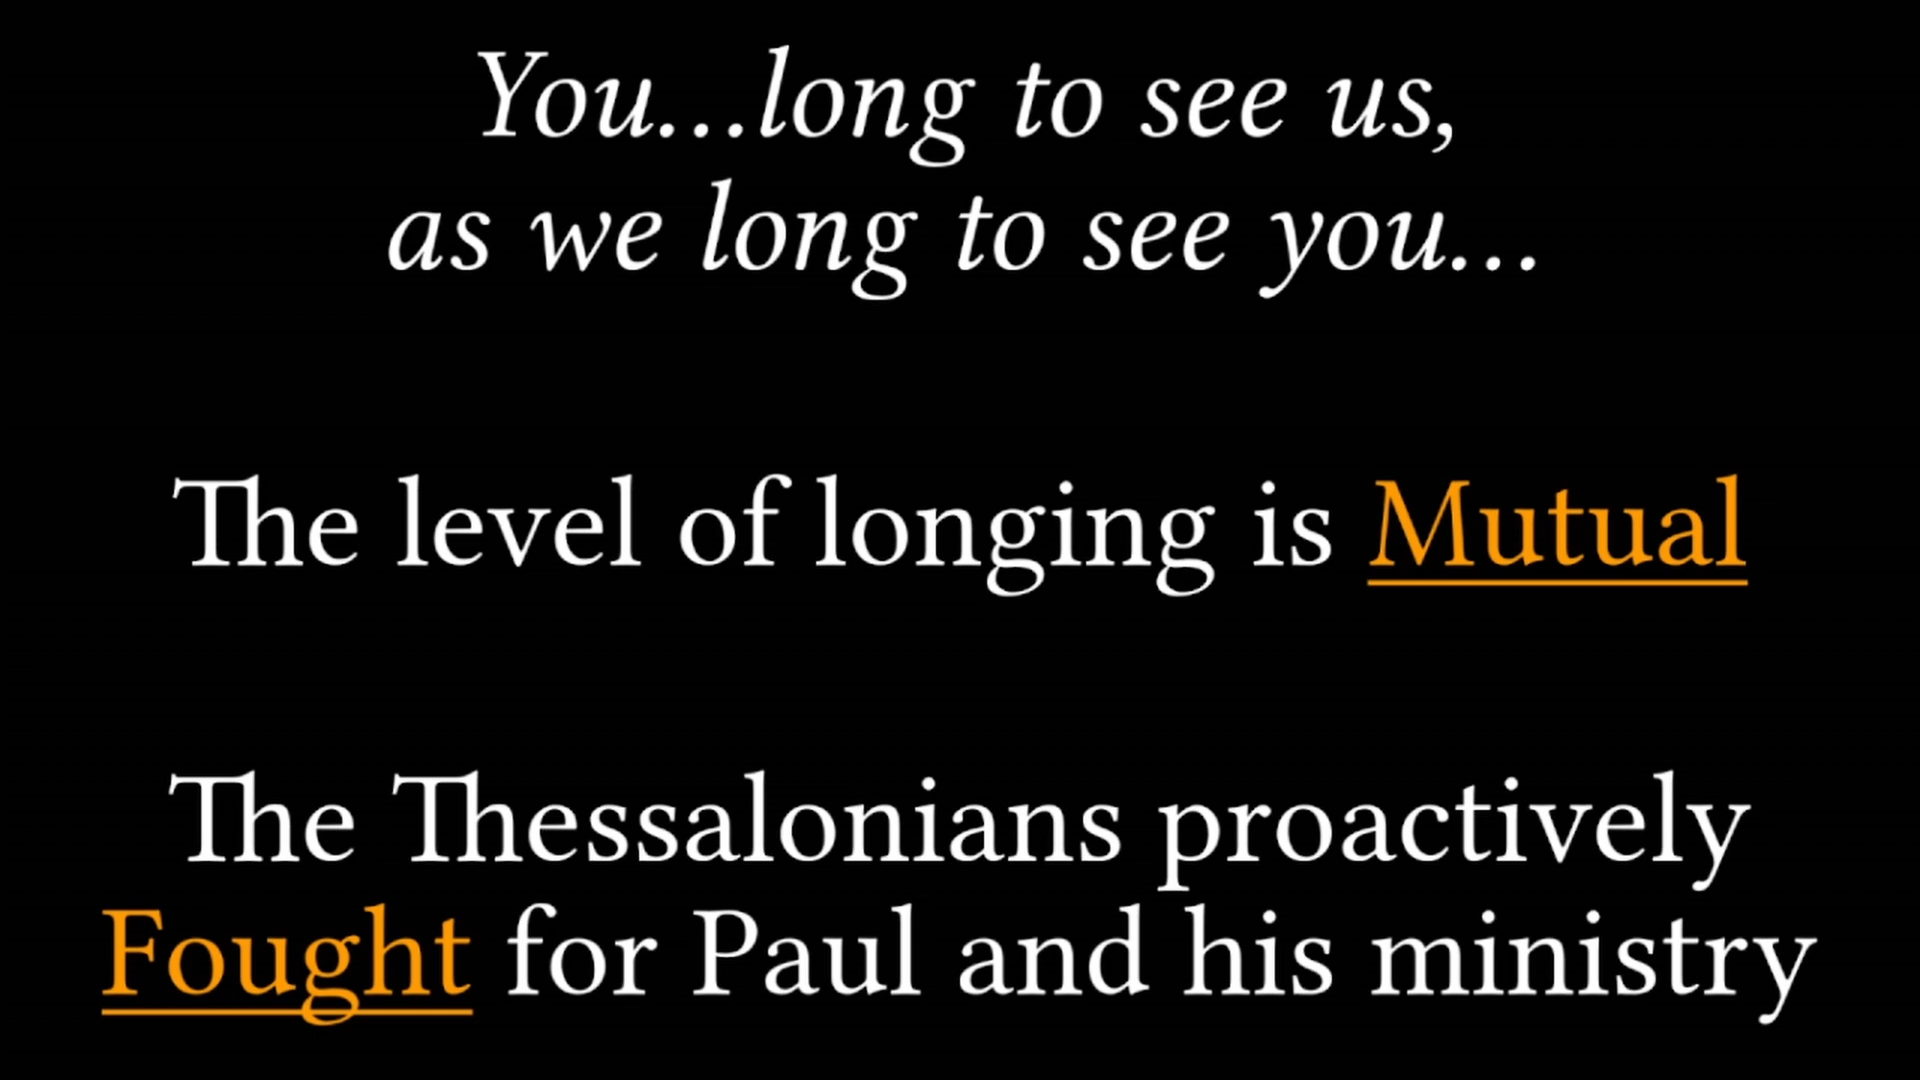 You...long to see us,
as we long to see you...
The level of longing is Mutual
The Thessalonians proactively
Fought for Paul and his ministry